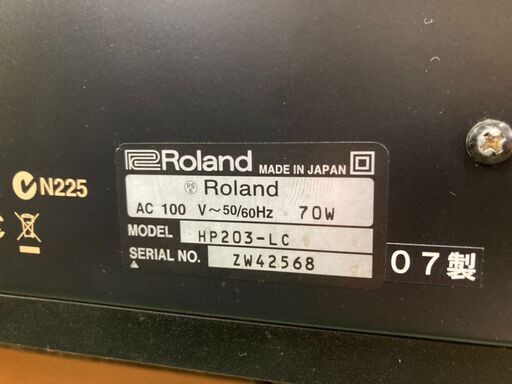 Roland MADE IN JAPAN
PS E Roland
AC 100 V～50/60Hz 70W
MODEL HP203-LC
SERIAL NO. ZW42568
N225
07製